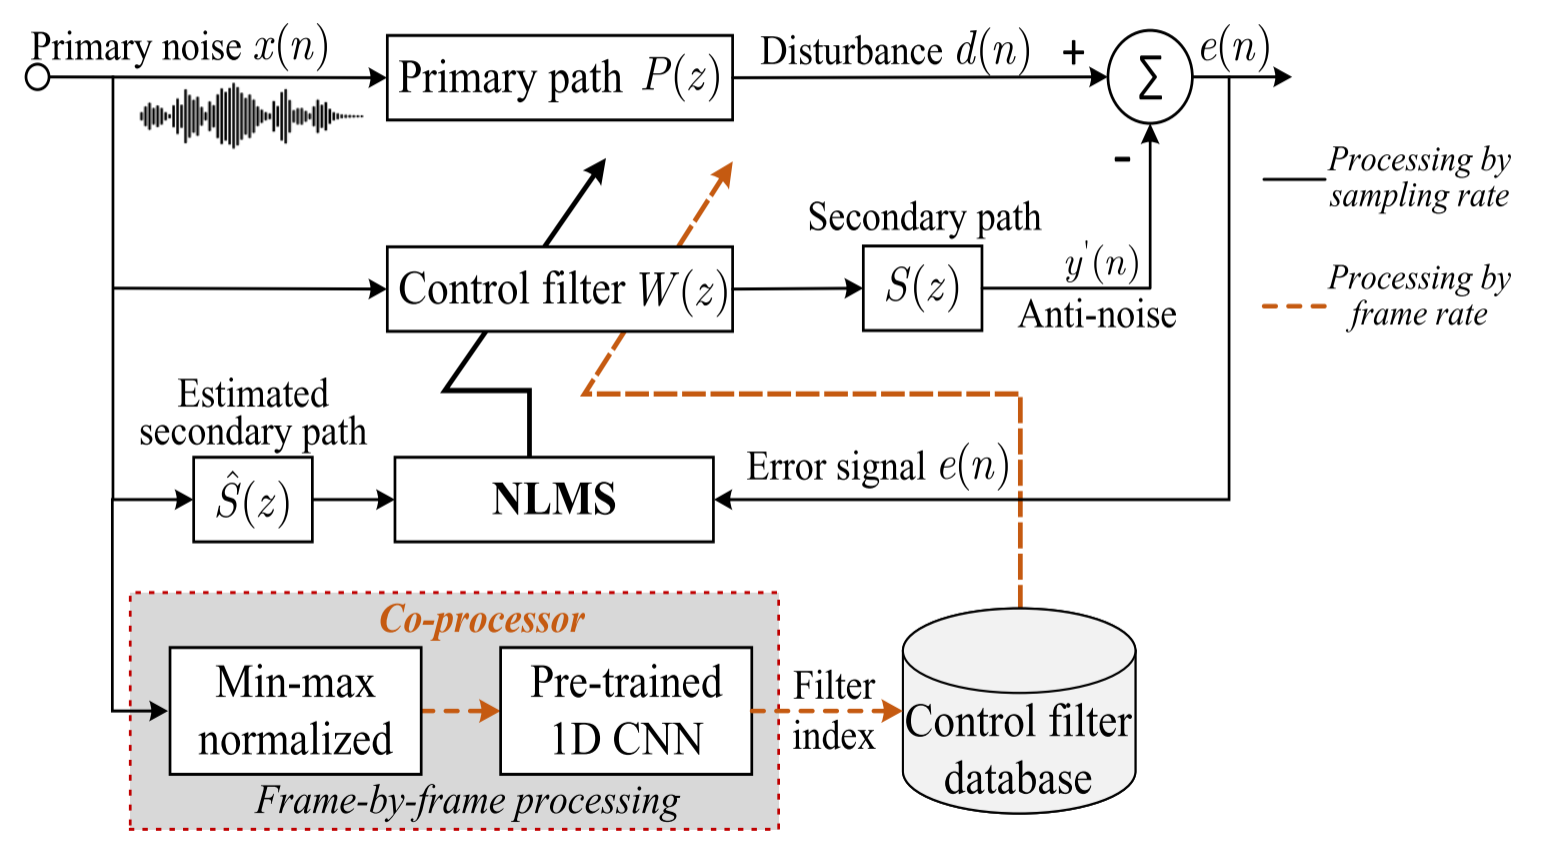 Primary noise x(n)
Primary path P(z)
Disturbance d(n)
+
Σ
e(n)
-
Processing by
sampling rate
Secondary path
Control filter W(z)
S(z)
y'(n)
Anti-noise
Processing by
frame rate
Estimated
secondary path
Ŝ(z)
NLMS
Error signal e(n)
Co-processor
Min-max
normalized
Pre-trained
1D CNN
Filter
index
Control filter
database
Frame-by-frame processing